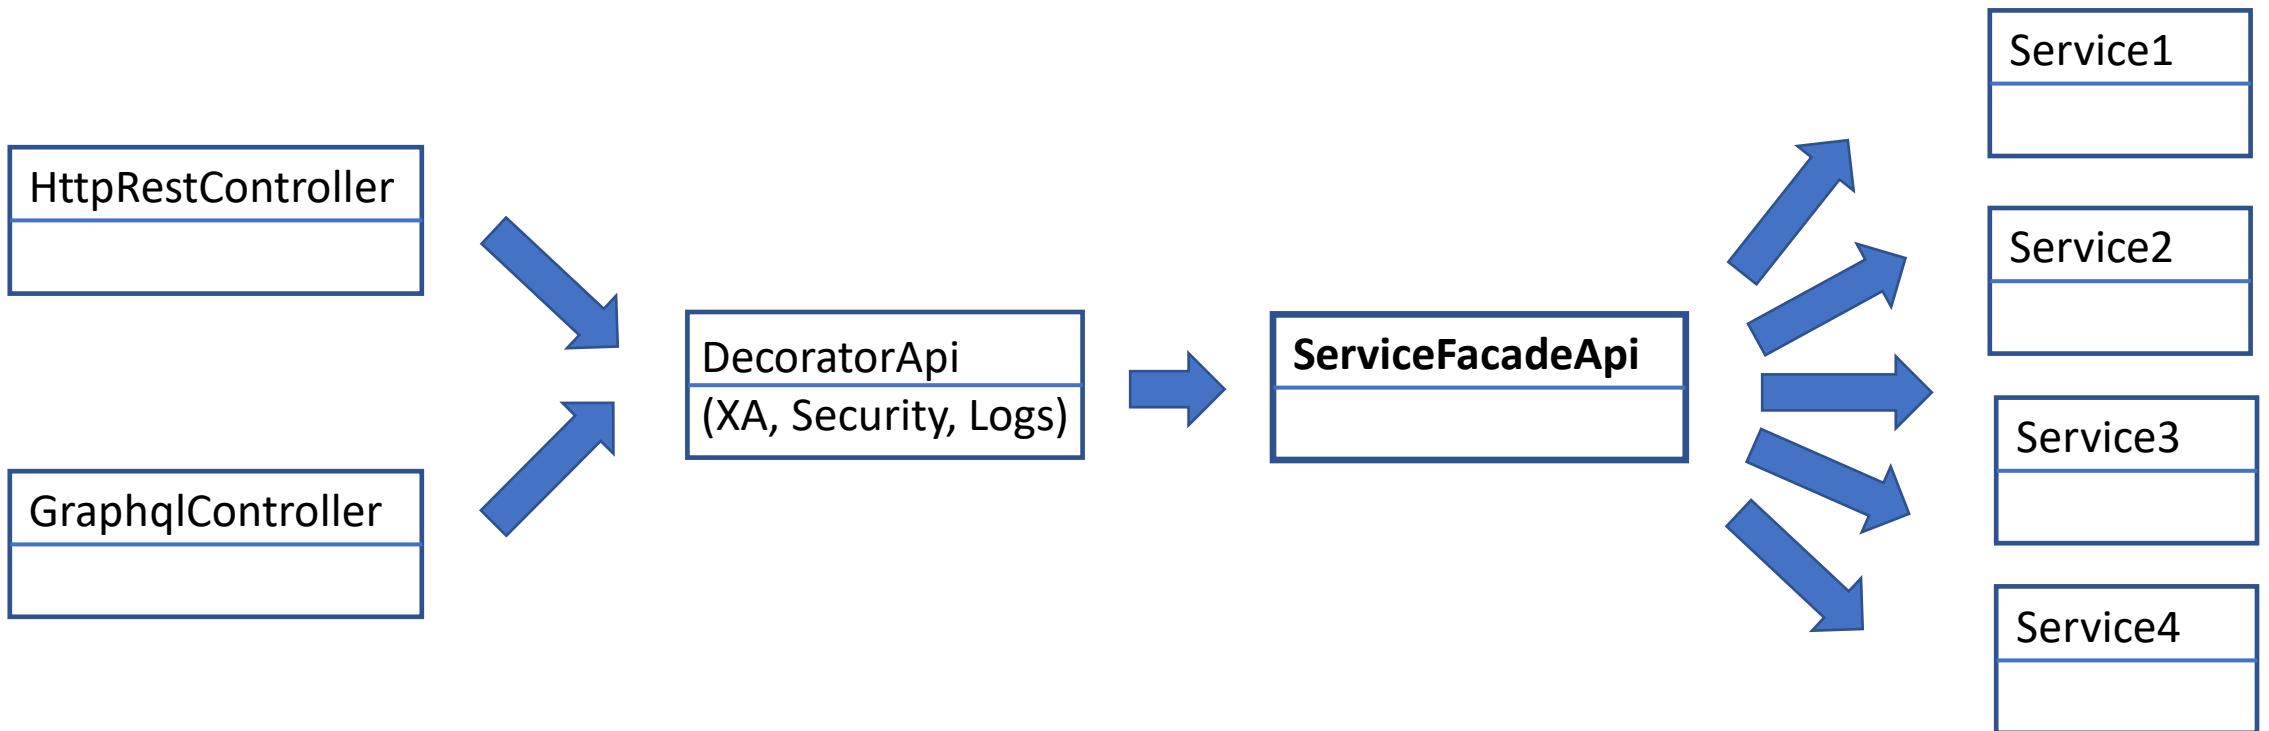 HttpRestController
GraphqlController
DecoratorApi
(XA, Security, Logs)
ServiceFacadeApi
Service1
Service2
Service3
Service4